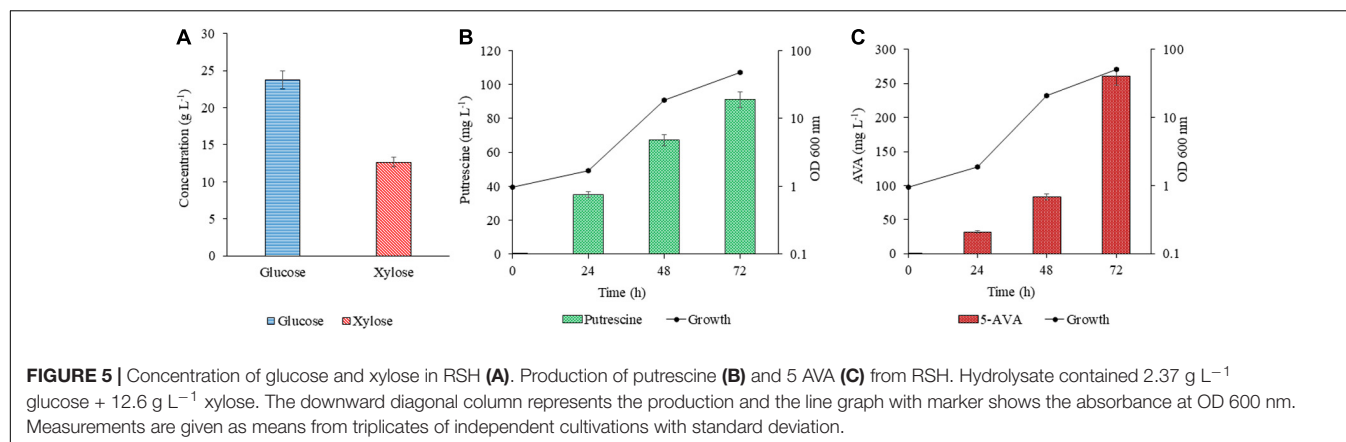 A
Concentration (g L⁻¹)
30
25
20
15
10
5
0
Glucose Xylose
Glucose Xylose
B
Putrescine (mg L⁻¹)
120
100
80
60
40
20
0
100
10
1
0.1
OD 600 nm
0 24 48 72
Time (h)
Putrescine Growth
C
AVA (mg L⁻¹)
300
250
200
150
100
50
0
100
10
1
0.1
OD 600 nm
0 24 48 72
Time (h)
5-AVA Growth
FIGURE 5 | Concentration of glucose and xylose in RSH (A). Production of putrescine (B) and 5 AVA (C) from RSH. Hydrolysate contained 2.37 g L⁻¹
glucose + 12.6 g L⁻¹ xylose. The downward diagonal column represents the production and the line graph with marker shows the absorbance at OD 600 nm.
Measurements are given as means from triplicates of independent cultivations with standard deviation.